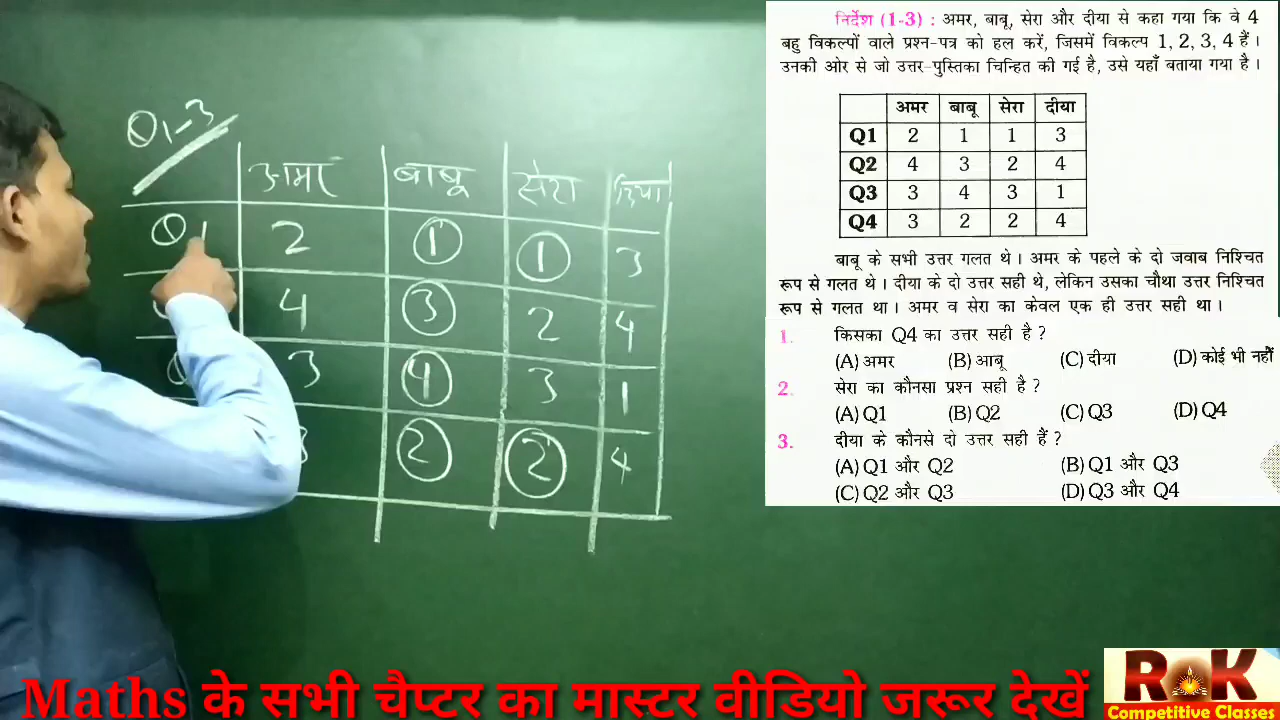 Q1-3
अमर बाबू सेरा दिया
Q1 2 1 1 3
4 3 2 4
3 4 3 1
3 2 2 4
निर्देश (1-3) : अमर, बाबू, सेरा और दीया से कहा गया कि वे 4
बहु विकल्पों वाले प्रश्न-पत्र को हल करें, जिसमें विकल्प 1, 2, 3, 4 हैं।
उनकी ओर से जो उत्तर-पुस्तिका चिन्हित की गई है, उसे यहाँ बताया गया है।
अमर बाबू सेरा दीया
Q1 2 1 1 3
Q2 4 3 2 4
Q3 3 4 3 1
Q4 3 2 2 4
बाबू के सभी उत्तर गलत थे। अमर के पहले के दो जवाब निश्चित
रूप से गलत थे। दीया के दो उत्तर सही थे, लेकिन उसका चौथा उत्तर निश्चित
रूप से गलत था। अमर व सेरा का केवल एक ही उत्तर सही था।
1. किसका Q4 का उत्तर सही है ?
(A) अमर (B) आबू (C) दीया (D) कोई भी नहीं
2. सेरा का कौनसा प्रश्न सही है ?
(A) Q1 (B) Q2 (C) Q3 (D) Q4
3. दीया के कौनसे दो उत्तर सही हैं ?
(A) Q1 और Q2 (B) Q1 और Q3
(C) Q2 और Q3 (D) Q3 और Q4
Maths के सभी चैप्टर का मास्टर वीडियो जरूर देखें
RK
Competitive Classes